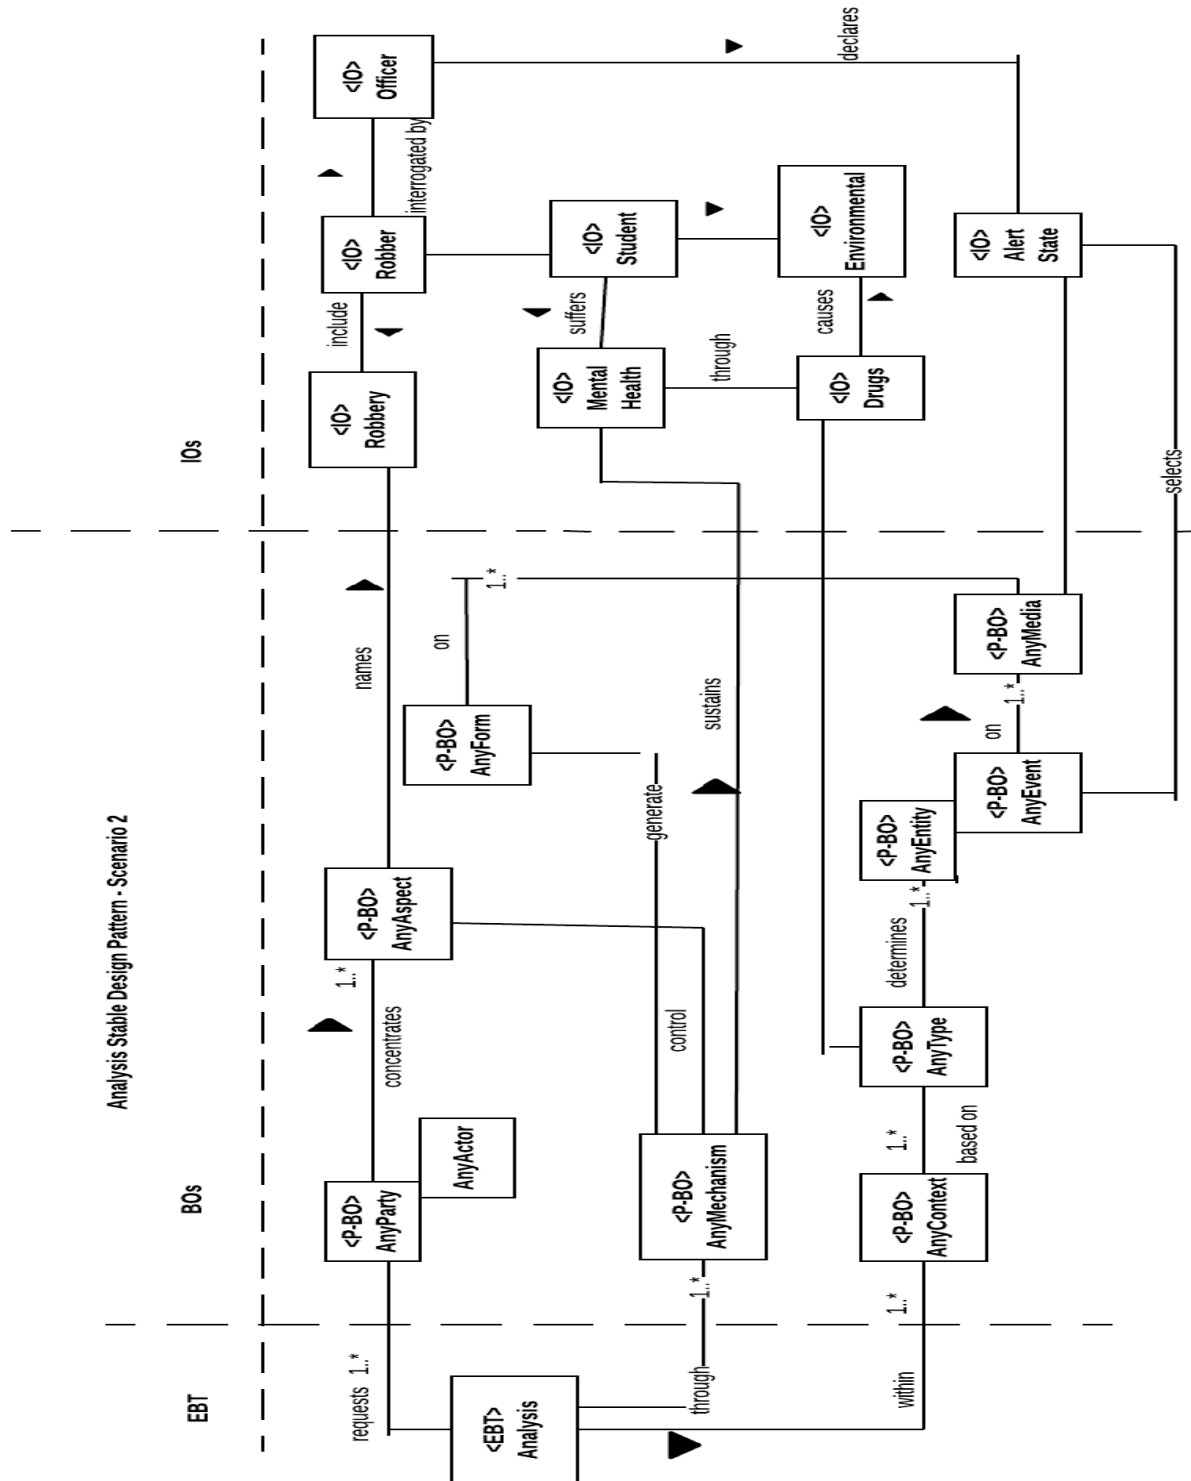 Analysis Stable Design Pattern - Scenario 2
EBT
BOs
IOs
requests
1..*
<P-BO>
AnyParty
AnyActor
concentrates
1..*
<P-BO>
AnyAspect
names
<IO>
Robbery
include
<IO>
Robber
interrogated by
<IO>
Officer
declares
<EBT>
Analysis
through
1..*
<P-BO>
AnyMechanism
control
generate
<P-BO>
AnyForm
on
1..*
sustains
<IO>
Mental
Health
suffers
<IO>
Student
through
<IO>
Drugs
causes
<IO>
Environmental
within
1..*
<P-BO>
AnyContext
based on
1..*
<P-BO>
AnyType
determines
1..*
<P-BO>
AnyEntity
<P-BO>
AnyEvent
on
1..*
<P-BO>
AnyMedia
<IO>
Alert
State
selects